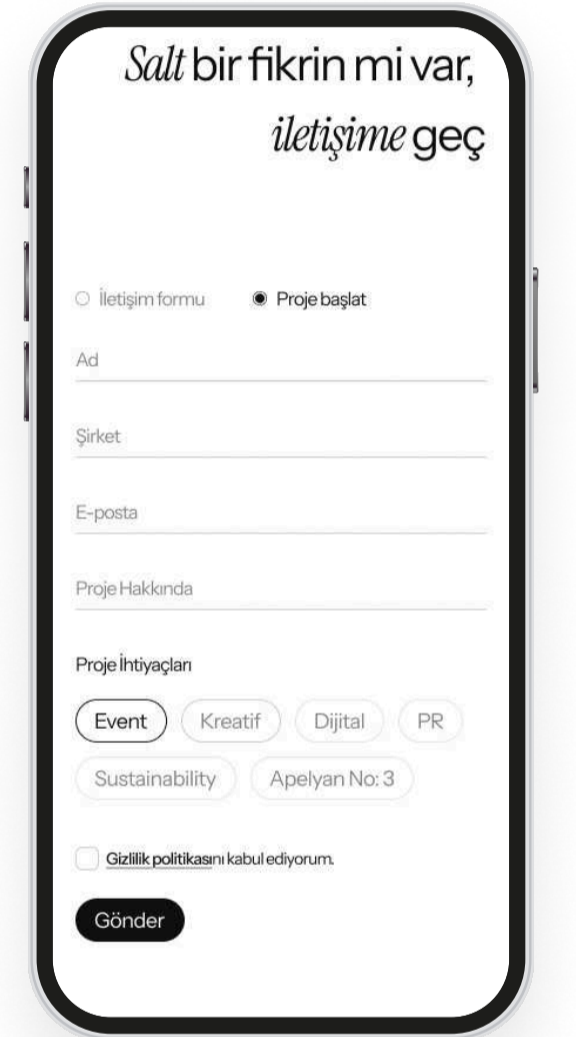 Salt bir fikrin mi var,
iletişime geç
İletişim formu Proje başlat
Ad
Şirket
E-posta
Proje Hakkında
Proje İhtiyaçları
Event Kreatif Dijital PR
Sustainability Apelyan No: 3
Gizlilik politikasını kabul ediyorum.
Gönder